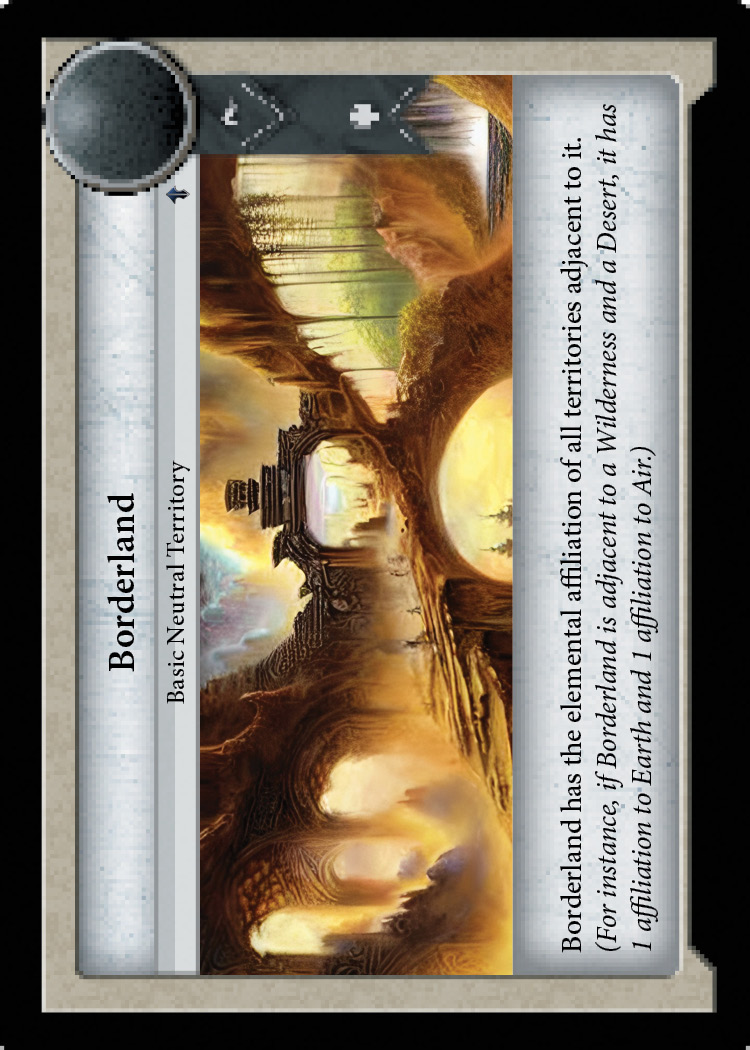 Borderland
Basic Neutral Territory
Borderland has the elemental affiliation of all territories adjacent to it.
(For instance, if Borderland is adjacent to a Wilderness and a Desert, it has
1 affiliation to Earth and 1 affiliation to Air.)